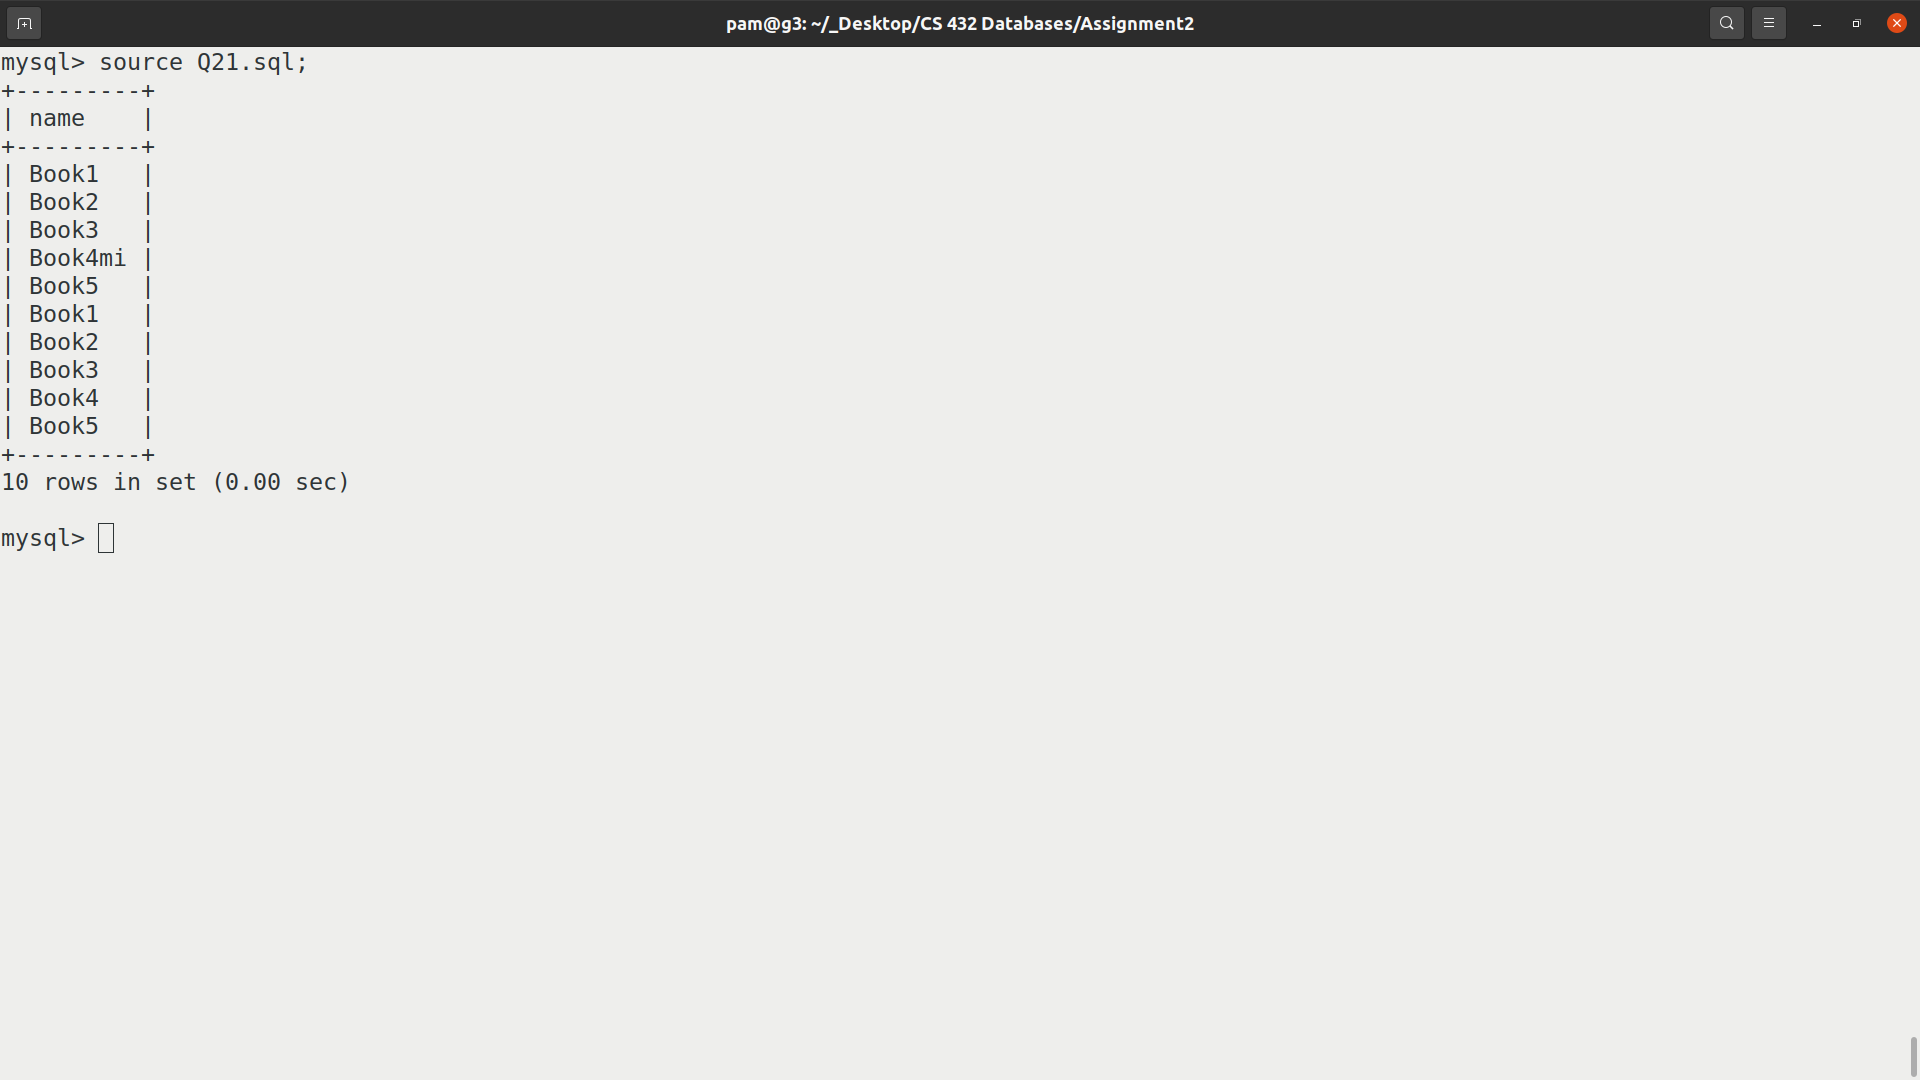 pam@g3: ~/_Desktop/CS 432 Databases/Assignment2
mysql> source Q21.sql;
+---------+
| name    |
+---------+
| Book1   |
| Book2   |
| Book3   |
| Book4mi |
| Book5   |
| Book1   |
| Book2   |
| Book3   |
| Book4   |
| Book5   |
+---------+
10 rows in set (0.00 sec)

mysql>